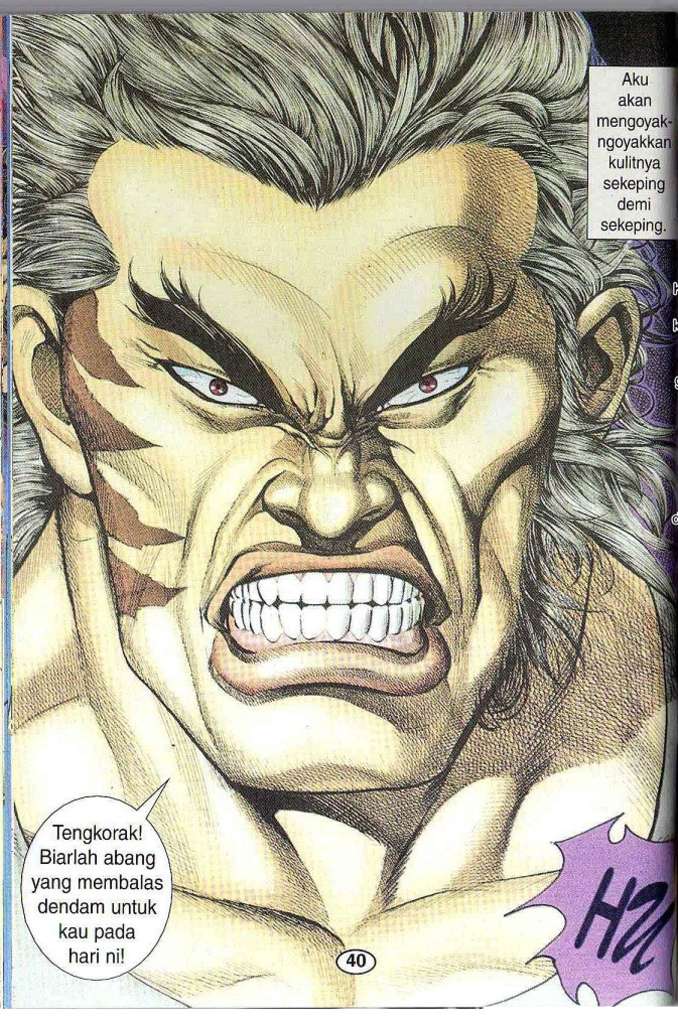 Aku
akan
mengoyak-
ngoyakkan
kulitnya
sekeping
demi
sekeping.
Tengkorak!
Biarlah abang
yang membalas
dendam untuk
kau pada
hari ni!
40
HU